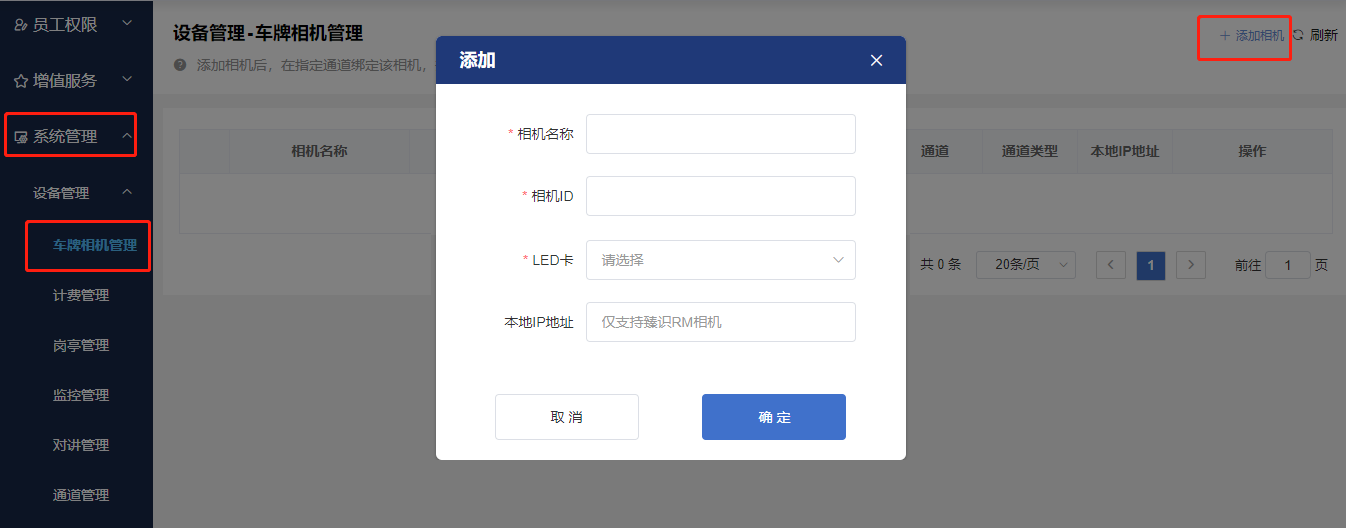 员工权限
增值服务
系统管理
设备管理
车牌相机管理
计费管理
岗亭管理
监控管理
对讲管理
通道管理
设备管理-车牌相机管理
添加相机后，在指定通道绑定该相机，
添加相机
刷新
相机名称
通道
通道类型
本地IP地址
操作
共 0 条
20条/页
1
前往
1
页
添加
* 相机名称
* 相机ID
* LED卡
请选择
本地IP地址
仅支持臻识RM相机
取 消
确 定